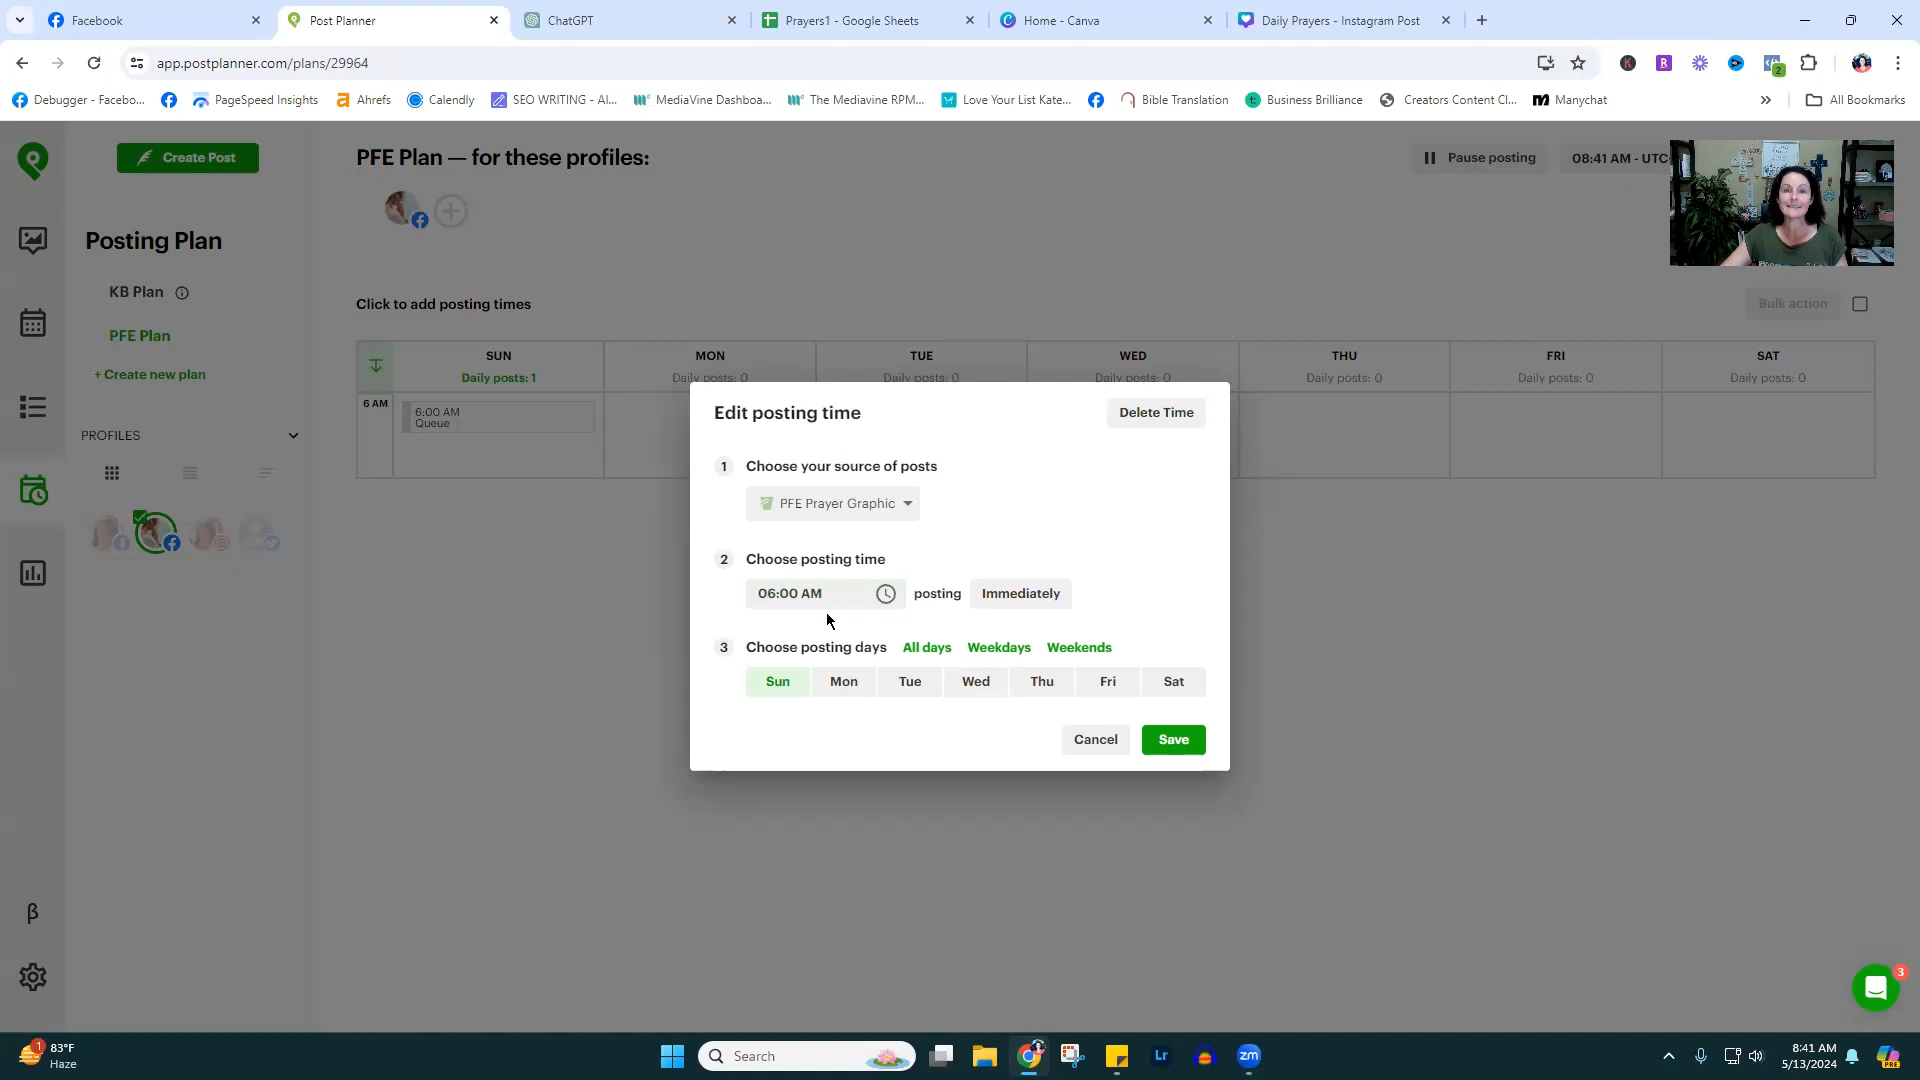 Facebook
Post Planner
ChatGPT
Prayers1 - Google Sheets
Home - Canva
Daily Prayers - Instagram Post
app.postplanner.com/plans/29964
2
Debugger - Facebo...
PageSpeed Insights
Ahrefs
Calendly
SEO WRITING - AI...
MediaVine Dashboa...
The Mediavine RPM...
Love Your List Kate...
Bible Translation
Business Brilliance
Creators Content Cl...
Manychat
All Bookmarks
Create Post
PFE Plan — for these profiles:
Pause posting
08:41 AM - UTC
Posting Plan
KB Plan
PFE Plan
+ Create new plan
PROFILES
Click to add posting times
Bulk action
SUN
MON
TUE
WED
THU
FRI
SAT
Daily posts: 1
Daily posts: 0
Daily posts: 0
Daily posts: 0
Daily posts: 0
Daily posts: 0
Daily posts: 0
6 AM
6:00 AM
Queue
Edit posting time
Delete Time
1 Choose your source of posts
PFE Prayer Graphic
2 Choose posting time
06:00 AM
posting
Immediately
3 Choose posting days All days Weekdays Weekends
Sun Mon Tue Wed Thu Fri Sat
Cancel
Save
β
3
1
83°F
Haze
Search
Lr
zm
8:41 AM
5/13/2024
PRE